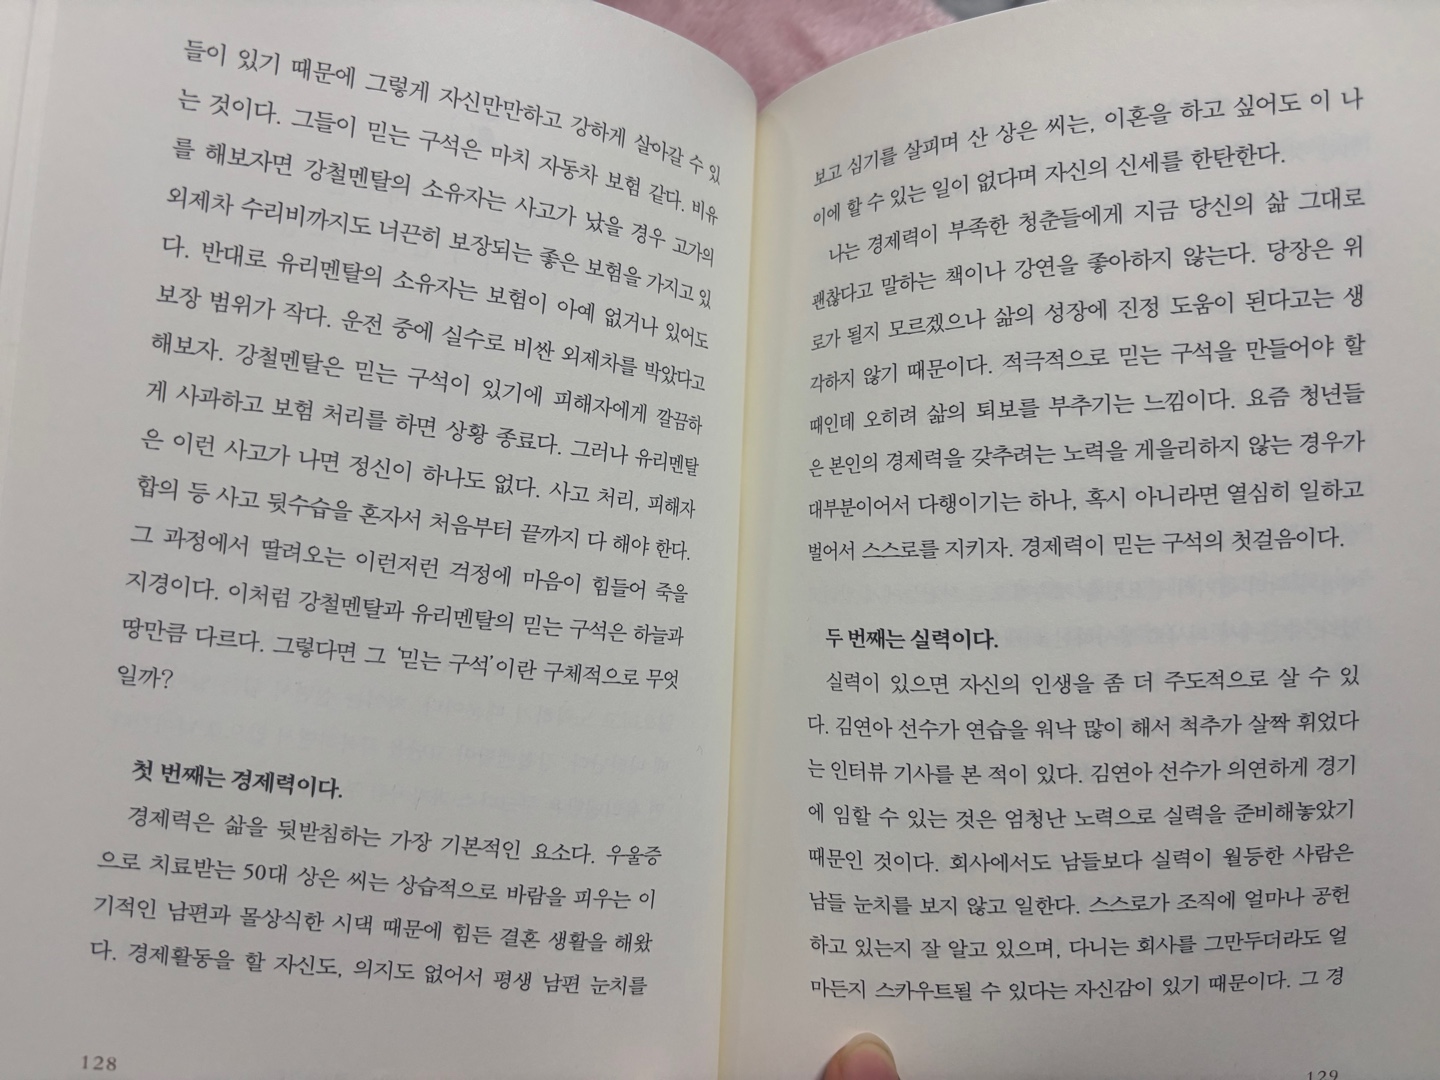 들이 있기 때문에 그렇게 자신만만하고 강하게 살아갈 수 있
는 것이다. 그들이 믿는 구석은 마치 자동차 보험 같다. 비유
를 해보자면 강철멘탈의 소유자는 사고가 났을 경우 고가의
외제차 수리비까지도 너끈히 보장되는 좋은 보험을 가지고 있
다. 반대로 유리멘탈의 소유자는 보험이 아예 없거나 있어도
보장 범위가 작다. 운전 중에 실수로 비싼 외제차를 박았다고
해보자. 강철멘탈은 믿는 구석이 있기에 피해자에게 깔끔하
게 사과하고 보험 처리를 하면 상황 종료다. 그러나 유리멘탈
은 이런 사고가 나면 정신이 하나도 없다. 사고 처리, 피해자
합의 등 사고 뒷수습을 혼자서 처음부터 끝까지 다 해야 한다.
그 과정에서 딸려오는 이런저런 걱정에 마음이 힘들어 죽을
지경이다. 이처럼 강철멘탈과 유리멘탈의 믿는 구석은 하늘과
땅만큼 다르다. 그렇다면 그 ‘믿는 구석’이란 구체적으로 무엇
일까?
첫 번째는 경제력이다.
경제력은 삶을 뒷받침하는 가장 기본적인 요소다. 우울증
으로 치료받는 50대 상은 씨는 상습적으로 바람을 피우는 이
기적인 남편과 몰상식한 시댁 때문에 힘든 결혼 생활을 해왔
다. 경제활동을 할 자신도, 의지도 없어서 평생 남편 눈치를
128
보고 심기를 살피며 산 상은 씨는, 이혼을 하고 싶어도 이 나
이에 할 수 있는 일이 없다며 자신의 신세를 한탄한다.
나는 경제력이 부족한 청춘들에게 지금 당신의 삶 그대로
괜찮다고 말하는 책이나 강연을 좋아하지 않는다. 당장은 위
로가 될지 모르겠으나 삶의 성장에 진정 도움이 된다고는 생
각하지 않기 때문이다. 적극적으로 믿는 구석을 만들어야 할
때인데 오히려 삶의 퇴보를 부추기는 느낌이다. 요즘 청년들
은 본인의 경제력을 갖추려는 노력을 게을리하지 않는 경우가
대부분이어서 다행이기는 하나, 혹시 아니라면 열심히 일하고
벌어서 스스로를 지키자. 경제력이 믿는 구석의 첫걸음이다.
두 번째는 실력이다.
실력이 있으면 자신의 인생을 좀 더 주도적으로 살 수 있
다. 김연아 선수가 연습을 워낙 많이 해서 척추가 살짝 휘었다
는 인터뷰 기사를 본 적이 있다. 김연아 선수가 의연하게 경기
에 임할 수 있는 것은 엄청난 노력으로 실력을 준비해놓았기
때문인 것이다. 회사에서도 남들보다 실력이 월등한 사람은
남들 눈치를 보지 않고 일한다. 스스로가 조직에 얼마나 공헌
하고 있는지 잘 알고 있으며, 다니는 회사를 그만두더라도 얼
마든지 스카우트될 수 있다는 자신감이 있기 때문이다. 그 경
129